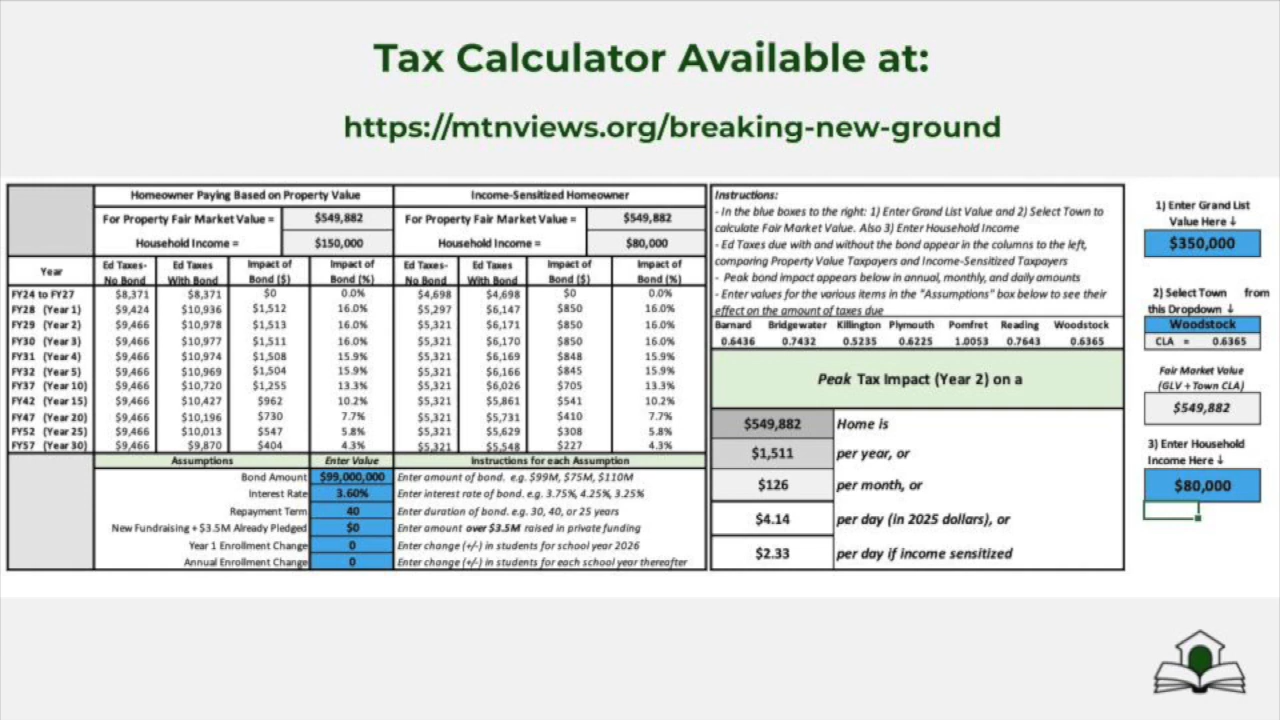 Tax Calculator Available at:
https://mtnviews.org/breaking-new-ground
Homeowner Paying Based on Property Value Income-Sensitized Homeowner
For Property Fair Market Value = $549,882 For Property Fair Market Value = $549,882
Household Income = $150,000 Household Income = $80,000
Year Ed Taxes- No Bond Ed Taxes With Bond Impact of Bond ($) Impact of Bond (%) Ed Taxes- No Bond Ed Taxes With Bond Impact of Bond ($) Impact of Bond (%)
FY24 to FY27 $8,371 $8,371 $0 0.0% $4,698 $4,698 $0 0.0%
FY28 (Year 1) $9,424 $10,936 $1,512 16.0% $5,297 $6,147 $850 16.0%
FY29 (Year 2) $9,466 $10,978 $1,513 16.0% $5,321 $6,171 $850 16.0%
FY30 (Year 3) $9,466 $10,977 $1,511 16.0% $5,321 $6,170 $850 16.0%
FY31 (Year 4) $9,466 $10,974 $1,508 15.9% $5,321 $6,169 $848 15.9%
FY32 (Year 5) $9,466 $10,969 $1,504 15.9% $5,321 $6,166 $845 15.9%
FY37 (Year 10) $9,466 $10,720 $1,255 13.3% $5,321 $6,026 $705 13.3%
FY42 (Year 15) $9,466 $10,427 $962 10.2% $5,321 $5,861 $541 10.2%
FY47 (Year 20) $9,466 $10,196 $730 7.7% $5,321 $5,731 $410 7.7%
FY52 (Year 25) $9,466 $10,013 $547 5.8% $5,321 $5,629 $308 5.8%
FY57 (Year 30) $9,466 $9,870 $404 4.3% $5,321 $5,548 $227 4.3%
Assumptions Enter Value Instructions for each Assumption
Bond Amount $99,000,000 Enter amount of bond. e.g. $99M, $75M, $110M
Interest Rate 3.60% Enter interest rate of bond. e.g. 3.75%, 4.25%, 3.25%
Repayment Term 40 Enter duration of bond. e.g. 30, 40, or 25 years
New Fundraising + $3.5M Already Pledged $0 Enter amount over $3.5M raised in private funding
Year 1 Enrollment Change 0 Enter change (+/-) in students for school year 2026
Annual Enrollment Change 0 Enter change (+/-) in students for each school year thereafter
Instructions:
- In the blue boxes to the right: 1) Enter Grand List Value and 2) Select Town to
calculate Fair Market Value. Also 3) Enter Household Income
- Ed Taxes due with and without the bond appear in the columns to the left,
comparing Property Value Taxpayers and Income-Sensitized Taxpayers
- Peak bond impact appears below in annual, monthly, and daily amounts
- Enter values for the various items in the "Assumptions" box below to see their
effect on the amount of taxes due
Barnard Bridgewater Killington Plymouth Pomfret Reading Woodstock
0.6436 0.7432 0.5235 0.6225 1.0053 0.7643 0.6365
Peak Tax Impact (Year 2) on a
$549,882 Home is
$1,511 per year, or
$126 per month, or
$4.14 per day (in 2025 dollars), or
$2.33 per day if income sensitized
1) Enter Grand List
Value Here ↓
$350,000
2) Select Town from
this Dropdown ↓
Woodstock
CLA = 0.6365
Fair Market Value
(GLV ÷ Town CLA)
$549,882
3) Enter Household
Income Here ↓
$80,000